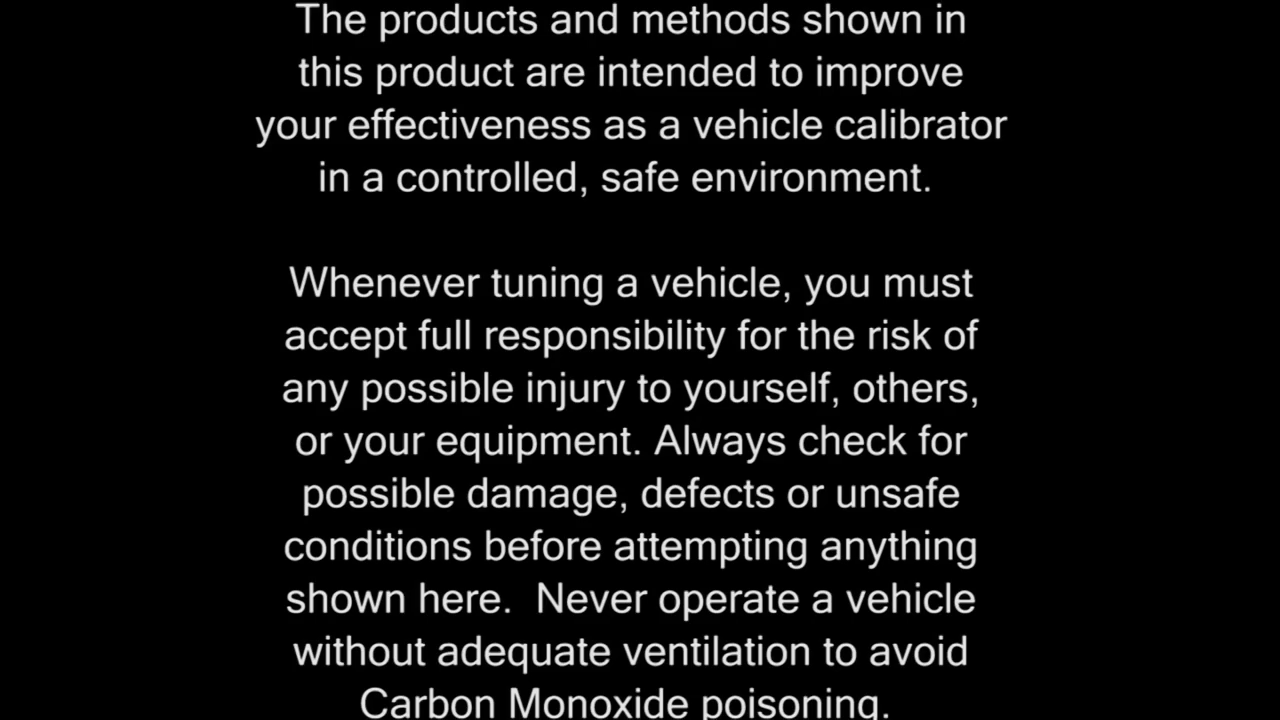 The products and methods shown in
this product are intended to improve
your effectiveness as a vehicle calibrator
in a controlled, safe environment.
Whenever tuning a vehicle, you must
accept full responsibility for the risk of
any possible injury to yourself, others,
or your equipment. Always check for
possible damage, defects or unsafe
conditions before attempting anything
shown here.  Never operate a vehicle
without adequate ventilation to avoid
Carbon Monoxide poisoning.